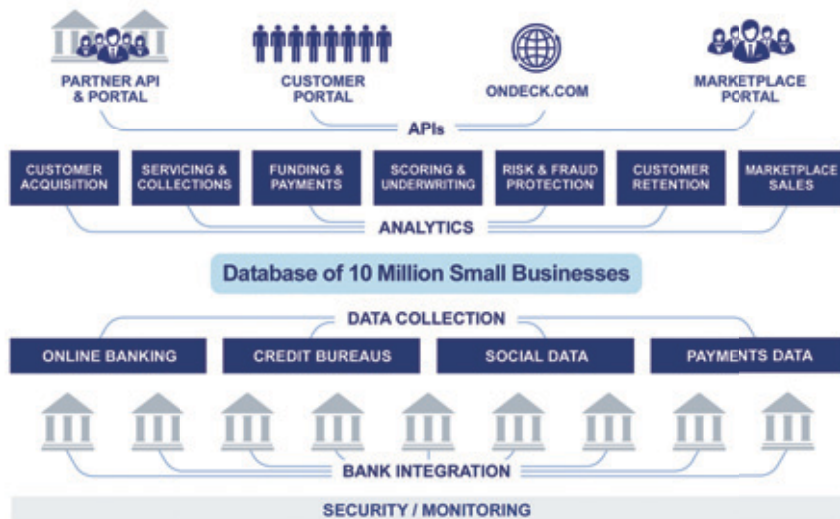 PARTNER API
& PORTAL
CUSTOMER
PORTAL
ONDECK.COM
MARKETPLACE
PORTAL
APIs
CUSTOMER
ACQUISITION
SERVICING &
COLLECTIONS
FUNDING &
PAYMENTS
SCORING &
UNDERWRITING
RISK & FRAUD
PROTECTION
CUSTOMER
RETENTION
MARKETPLACE
SALES
ANALYTICS
Database of 10 Million Small Businesses
DATA COLLECTION
ONLINE BANKING
CREDIT BUREAUS
SOCIAL DATA
PAYMENTS DATA
BANK INTEGRATION
SECURITY / MONITORING